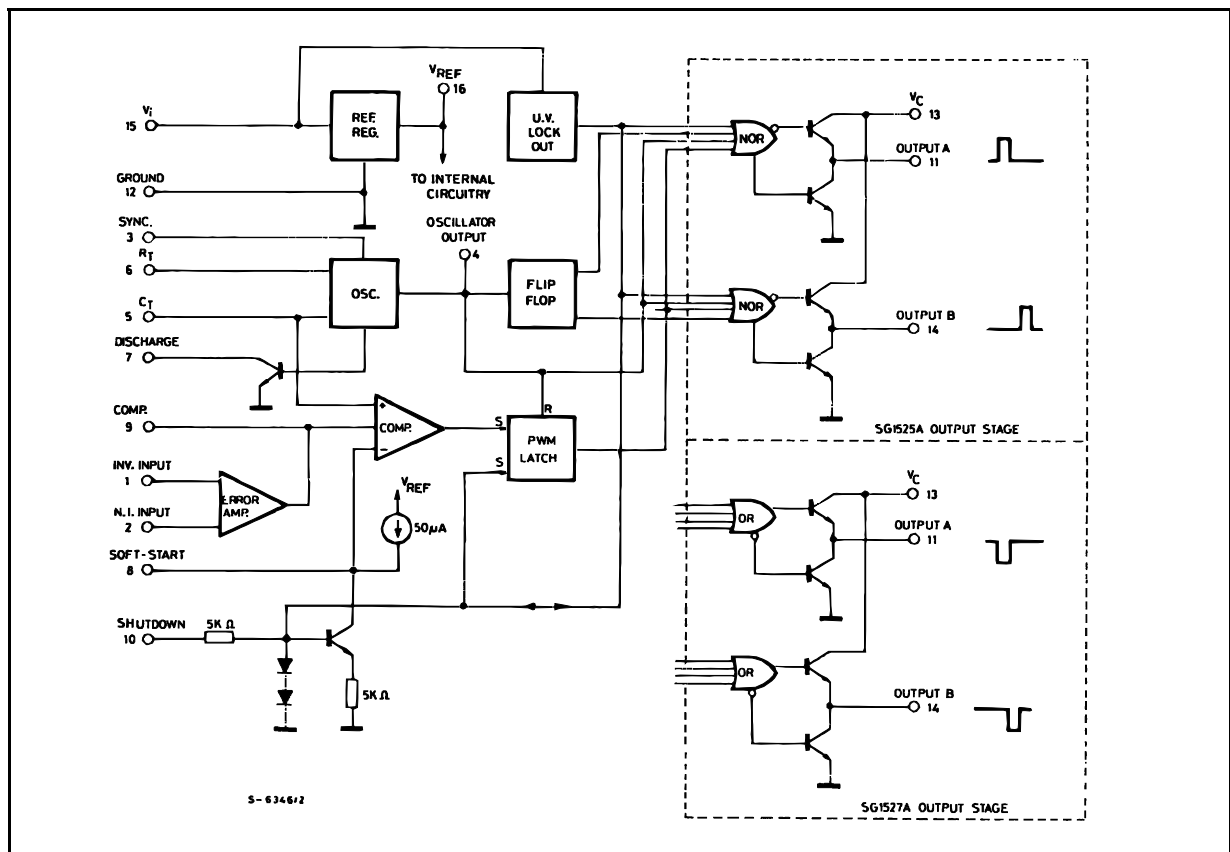 Vi
15
GROUND
12
SYNC.
3
RT
6
CT
5
DISCHARGE
7
COMP.
9
INV. INPUT
1
N.I. INPUT
2
SOFT-START
8
SHUTDOWN
10
5KΩ
5KΩ
REF.
REG.
VREF
16
TO INTERNAL
CIRCUITRY
U.V.
LOCK
OUT
OSCILLATOR
OUTPUT
4
OSC.
FLIP
FLOP
+
COMP.
−
ERROR
AMP.
S
S
R
PWM
LATCH
VREF
50µA
NOR
VC
13
OUTPUT A
11
NOR
OUTPUT B
14
SG1525A OUTPUT STAGE
OR
VC
13
OUTPUT A
11
OR
OUTPUT B
14
SG1527A OUTPUT STAGE
S-6346/2